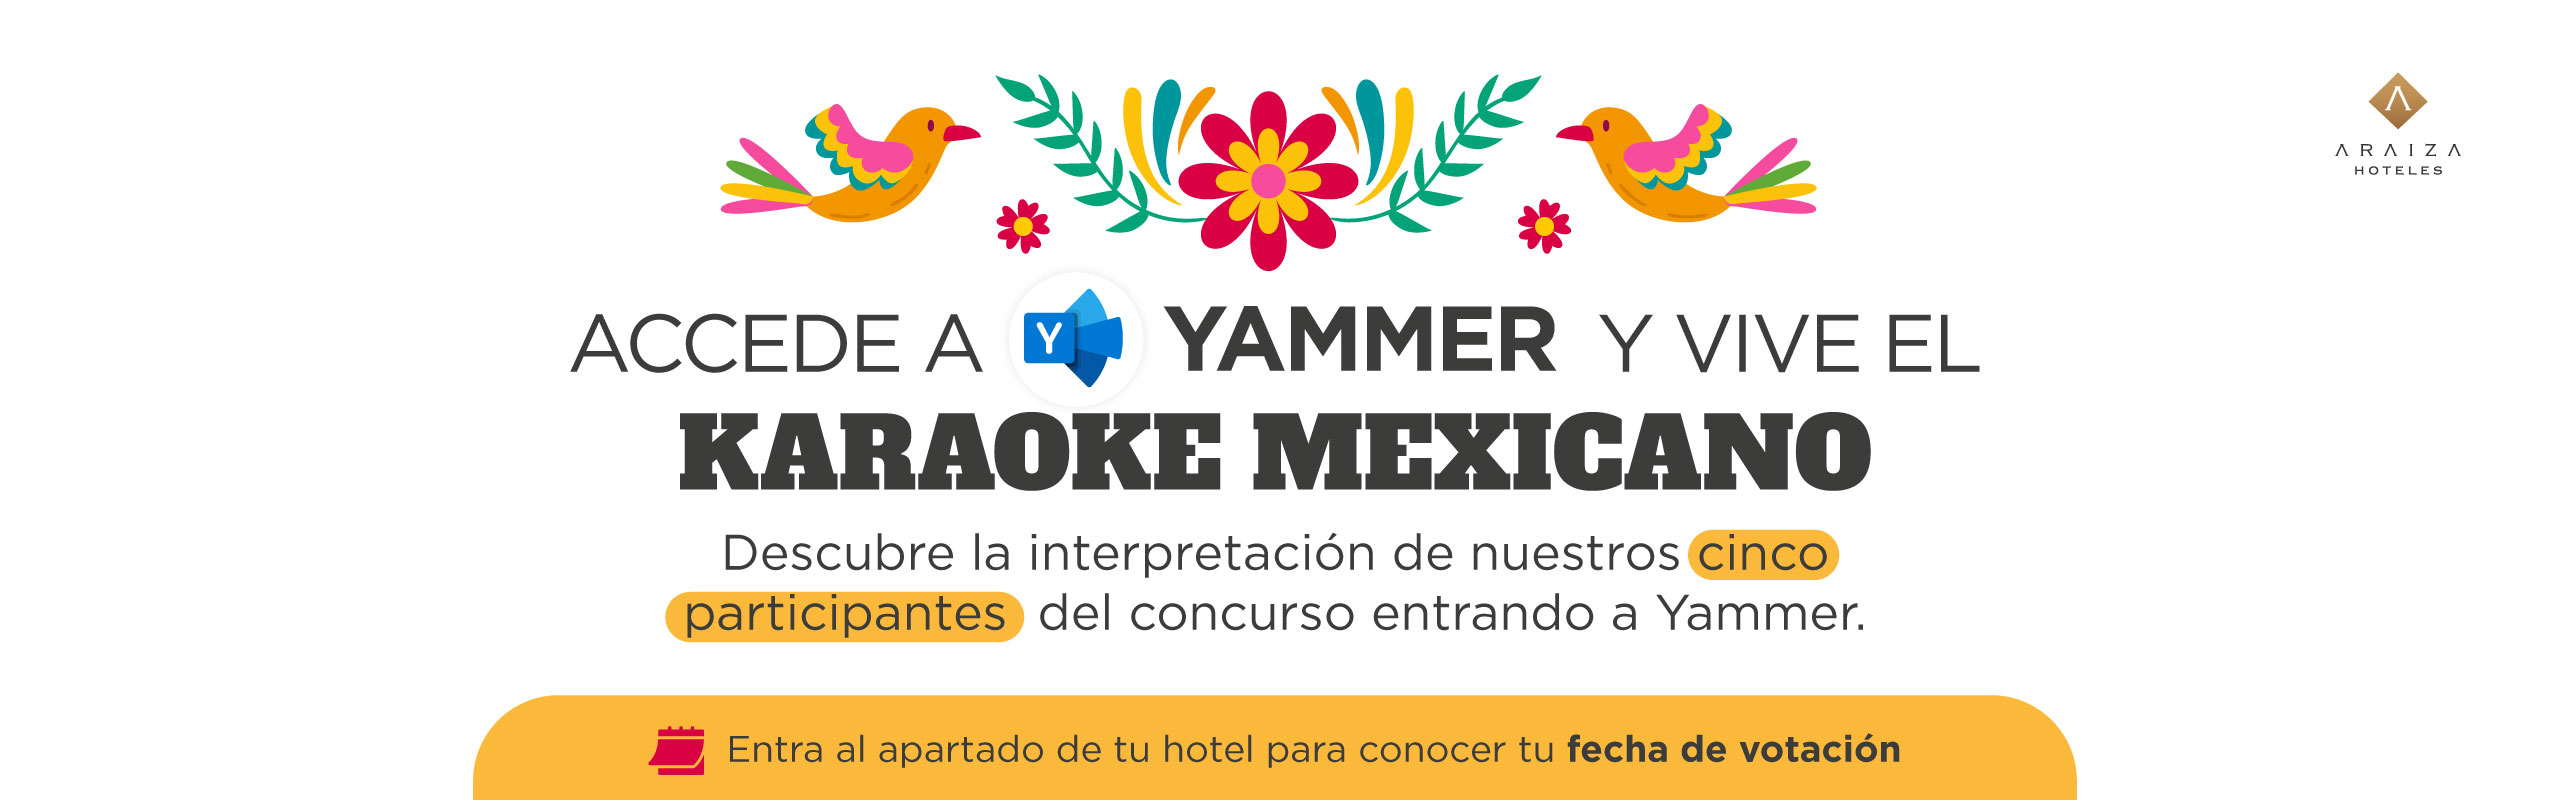 ARAIZA
HOTELES
ACCEDE A Y YAMMER Y VIVE EL
KARAOKE MEXICANO
Descubre la interpretación de nuestros cinco
participantes del concurso entrando a Yammer.
Entra al apartado de tu hotel para conocer tu fecha de votación